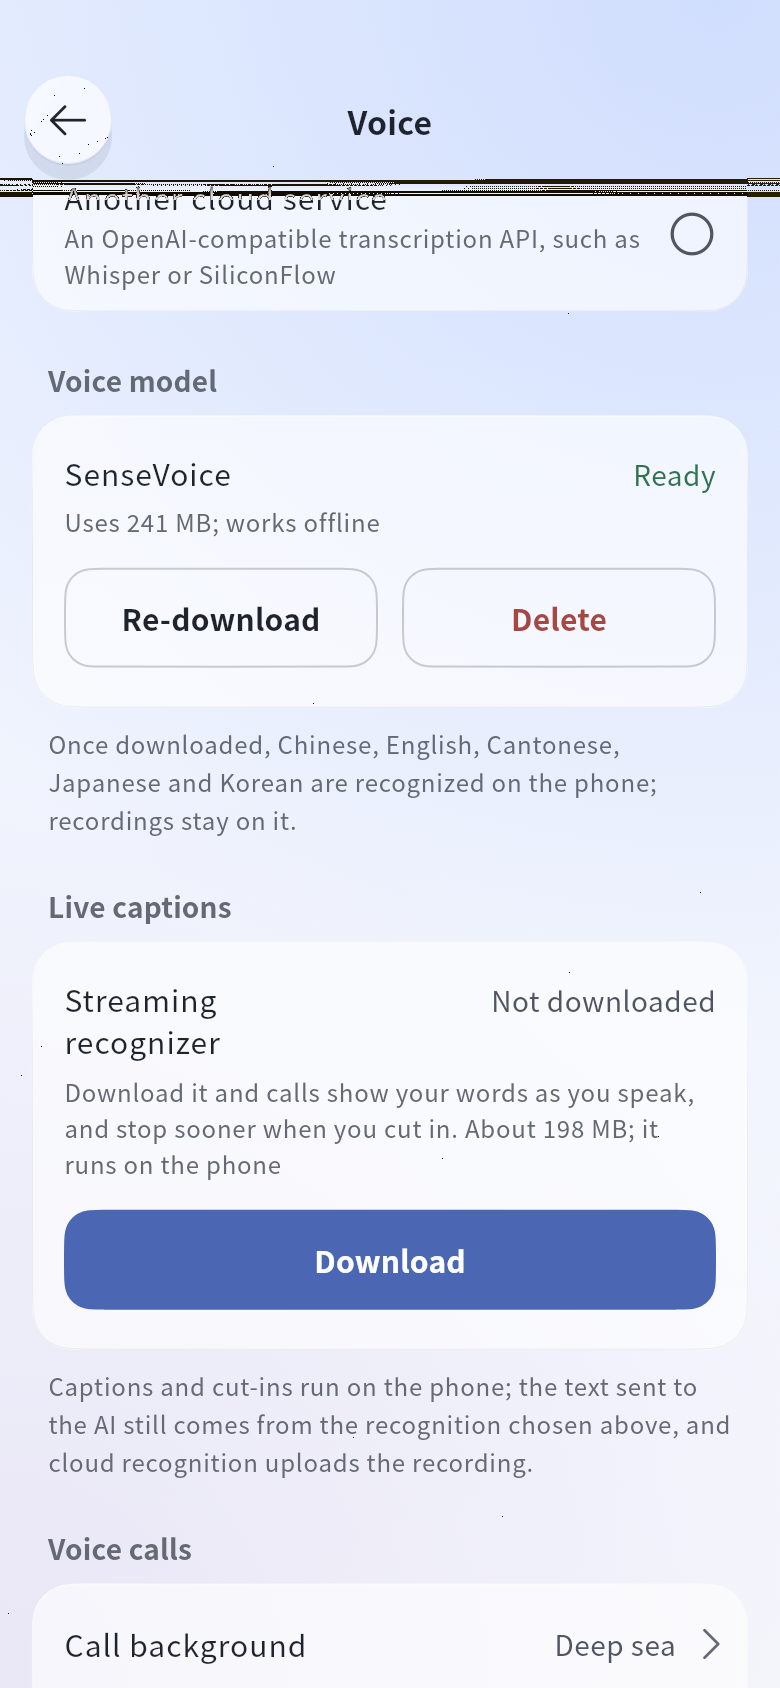 Voice
Another cloud service
An OpenAI-compatible transcription API, such as
Whisper or SiliconFlow
Voice model
SenseVoice
Ready
Uses 241 MB; works offline
Re-download
Delete
Once downloaded, Chinese, English, Cantonese,
Japanese and Korean are recognized on the phone;
recordings stay on it.
Live captions
Streaming
recognizer
Not downloaded
Download it and calls show your words as you speak,
and stop sooner when you cut in. About 198 MB; it
runs on the phone
Download
Captions and cut-ins run on the phone; the text sent to
the AI still comes from the recognition chosen above, and
cloud recognition uploads the recording.
Voice calls
Call background
Deep sea